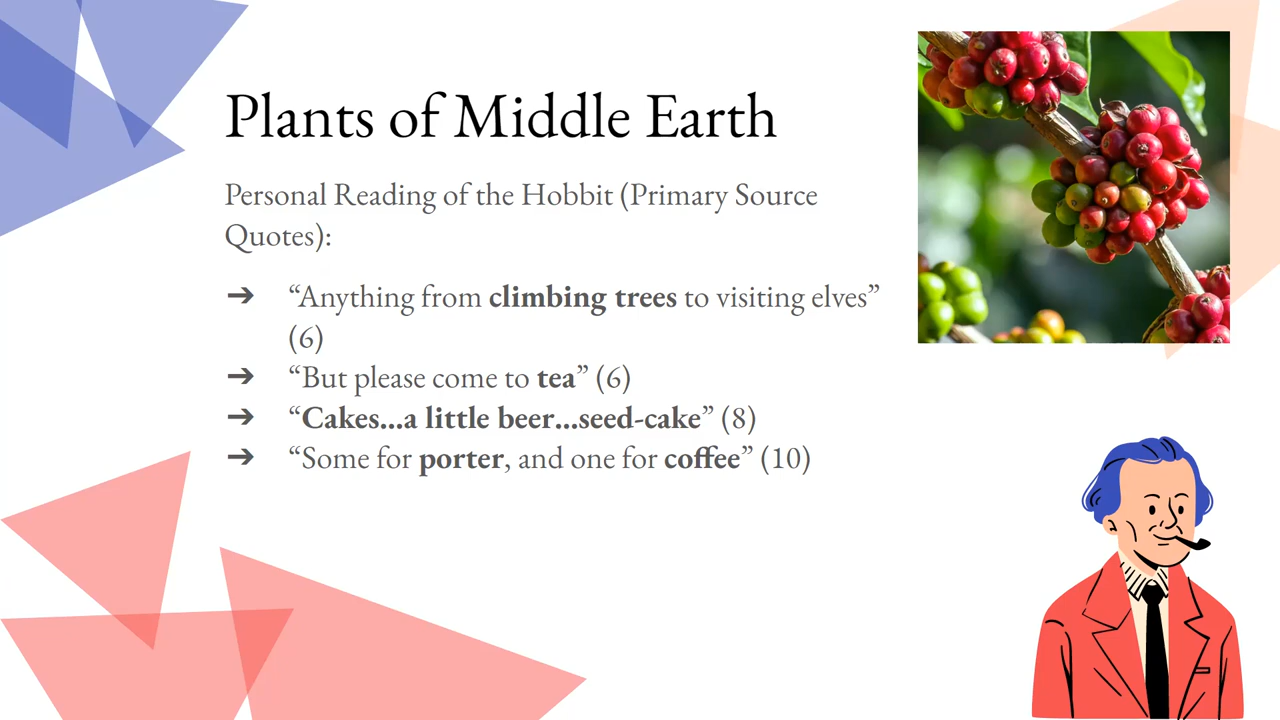 Plants of Middle Earth
Personal Reading of the Hobbit (Primary Source
Quotes):
➔ “Anything from climbing trees to visiting elves”
(6)
➔ “But please come to tea” (6)
➔ “Cakes...a little beer...seed-cake” (8)
➔ “Some for porter, and one for coffee” (10)